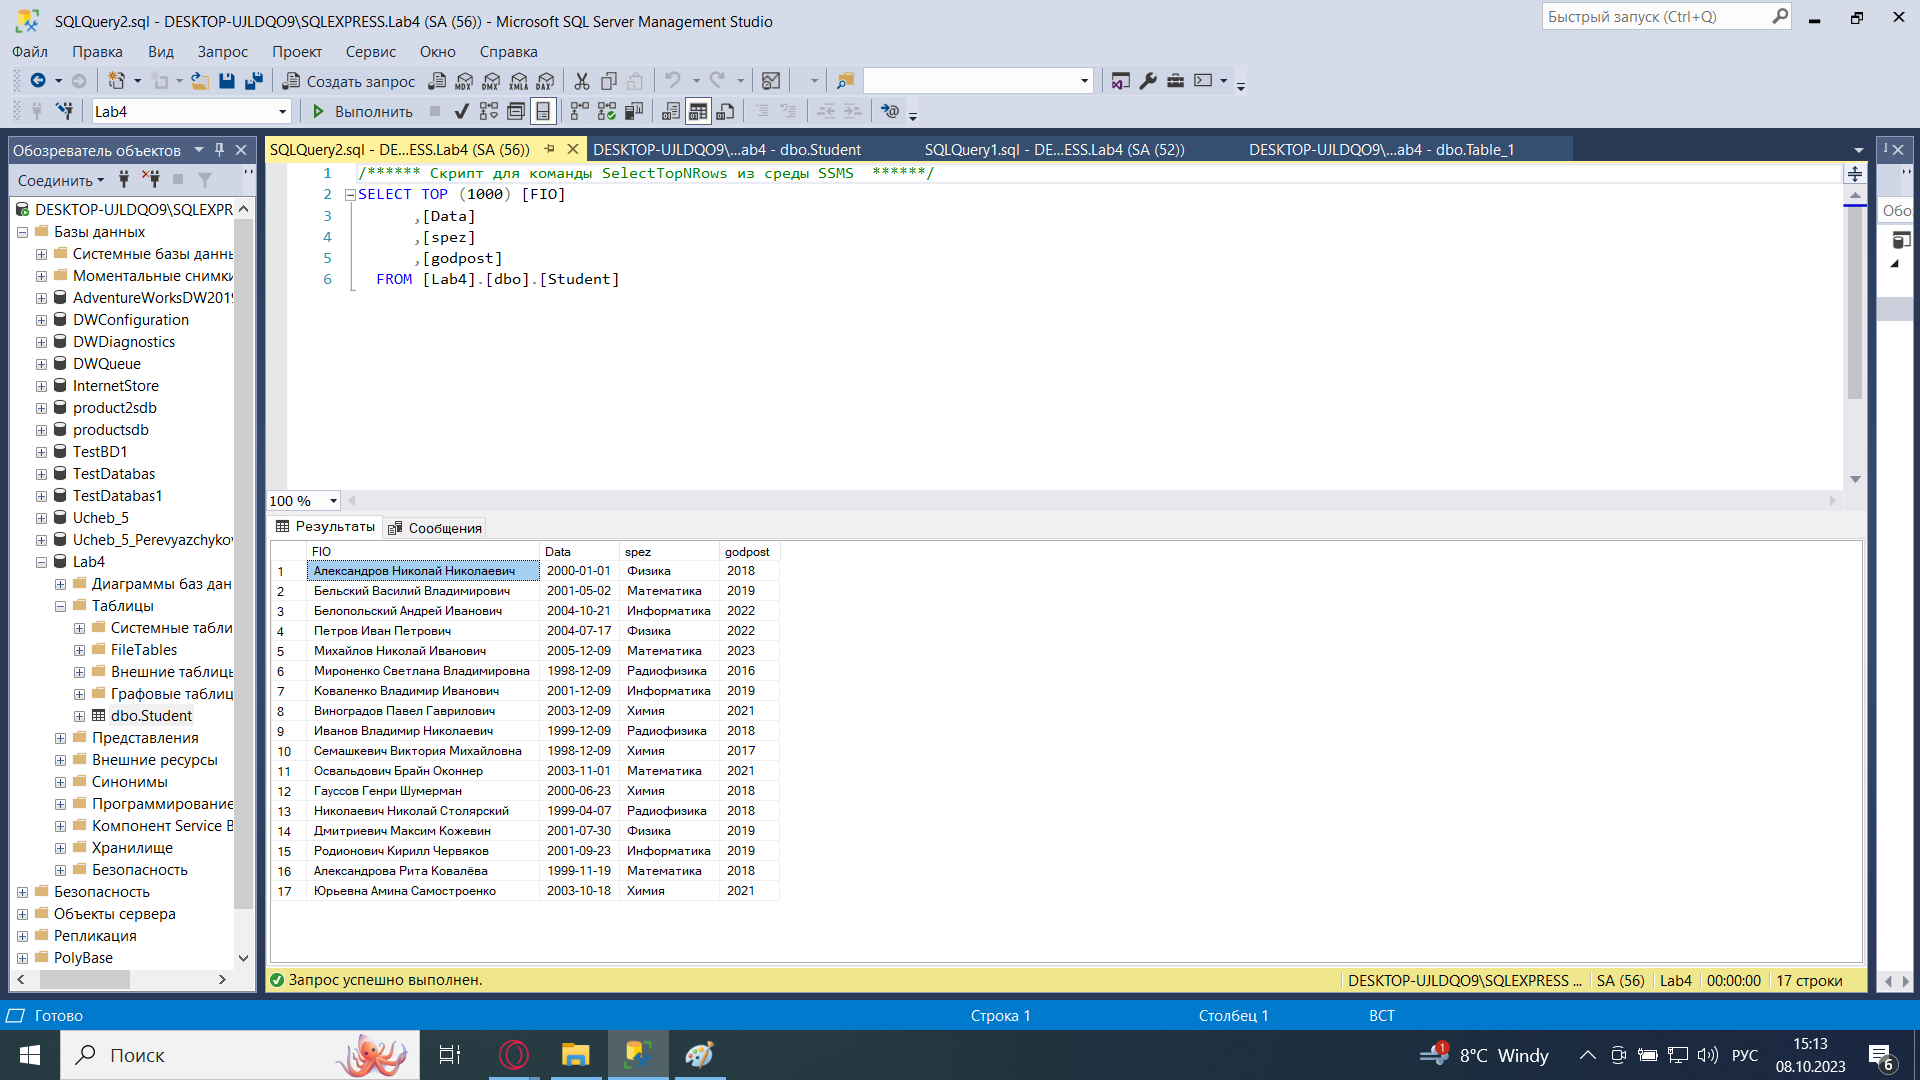 SQLQuery2.sql - DESKTOP-UJLDQO9\SQLEXPRESS.Lab4 (SA (56)) - Microsoft SQL Server Management Studio
Быстрый запуск (Ctrl+Q)
Файл Правка Вид Запрос Проект Сервис Окно Справка
Создать запрос MDX DMX XMLA DAX
Lab4 Выполнить
Обозреватель объектов
SQLQuery2.sql - DE...ESS.Lab4 (SA (56)) DESKTOP-UJLDQO9\...ab4 - dbo.Student SQLQuery1.sql - DE...ESS.Lab4 (SA (52)) DESKTOP-UJLDQO9\...ab4 - dbo.Table_1
Соединить
DESKTOP-UJLDQO9\SQLEXPR
Базы данных
Системные базы данн
Моментальные снимки
AdventureWorksDW2019
DWConfiguration
DWDiagnostics
DWQueue
InternetStore
product2sdb
productsdb
TestBD1
TestDatabas
TestDatabas1
Ucheb_5
Ucheb_5_Perevyazchykov
Lab4
Диаграммы баз дан
Таблицы
Системные табли
FileTables
Внешние таблицы
Графовые таблиц
dbo.Student
Представления
Внешние ресурсы
Синонимы
Программирование
Компонент Service B
Хранилище
Безопасность
Безопасность
Объекты сервера
Репликация
PolyBase
1 /****** Скрипт для команды SelectTopNRows из среды SSMS ******/
2 SELECT TOP (1000) [FIO]
3 ,[Data]
4 ,[spez]
5 ,[godpost]
6 FROM [Lab4].[dbo].[Student]
Обо
100 %
Результаты Сообщения
FIO Data spez godpost
1 Александров Николай Николаевич 2000-01-01 Физика 2018
2 Бельский Василий Владимирович 2001-05-02 Математика 2019
3 Белопольский Андрей Иванович 2004-10-21 Информатика 2022
4 Петров Иван Петрович 2004-07-17 Физика 2022
5 Михайлов Николай Иванович 2005-12-09 Математика 2023
6 Мироненко Светлана Владимировна 1998-12-09 Радиофизика 2016
7 Коваленко Владимир Иванович 2001-12-09 Информатика 2019
8 Виноградов Павел Гаврилович 2003-12-09 Химия 2021
9 Иванов Владимир Николаевич 1999-12-09 Радиофизика 2018
10 Семашкевич Виктория Михайловна 1998-12-09 Химия 2017
11 Освальдович Брайн Оконнер 2003-11-01 Математика 2021
12 Гауссов Генри Шумерман 2000-06-23 Химия 2018
13 Николаевич Николай Столярский 1999-04-07 Радиофизика 2018
14 Дмитриевич Максим Кожевин 2001-07-30 Физика 2019
15 Родионович Кирилл Червяков 2001-09-23 Информатика 2019
16 Александрова Рита Ковалёва 1999-11-19 Математика 2018
17 Юрьевна Амина Самостроенко 2003-10-18 Химия 2021
Запрос успешно выполнен. DESKTOP-UJLDQO9\SQLEXPRESS ... SA (56) Lab4 00:00:00 17 строки
Готово Строка 1 Столбец 1 ВСТ
Поиск
1 8°C Windy РУС 15:13
08.10.2023
6